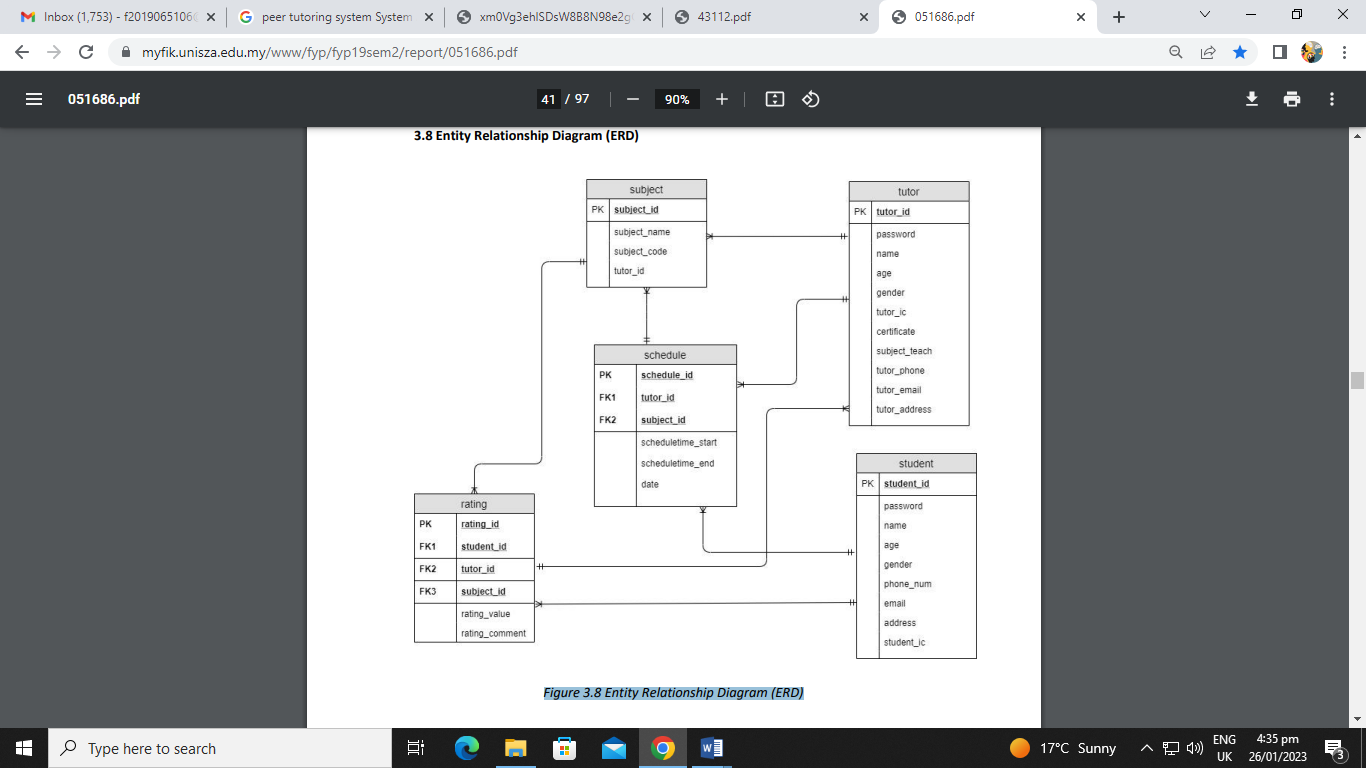 Inbox (1,753) - f2019065106
peer tutoring system System
xm0Vg3ehlSDsW8B8N98e2g
43112.pdf
051686.pdf
myfik.unisza.edu.my/www/fyp/fyp19sem2/report/051686.pdf
051686.pdf
41 / 97
90%
3.8 Entity Relationship Diagram (ERD)
subject
PK subject_id
subject_name
subject_code
tutor_id
tutor
PK tutor_id
password
name
age
gender
tutor_ic
certificate
subject_teach
tutor_phone
tutor_email
tutor_address
schedule
PK schedule_id
FK1 tutor_id
FK2 subject_id
scheduletime_start
scheduletime_end
date
student
PK student_id
password
name
age
gender
phone_num
email
address
student_ic
rating
PK rating_id
FK1 student_id
FK2 tutor_id
FK3 subject_id
rating_value
rating_comment
Figure 3.8 Entity Relationship Diagram (ERD)
Type here to search
17°C Sunny
ENG
UK
4:35 pm
26/01/2023
3